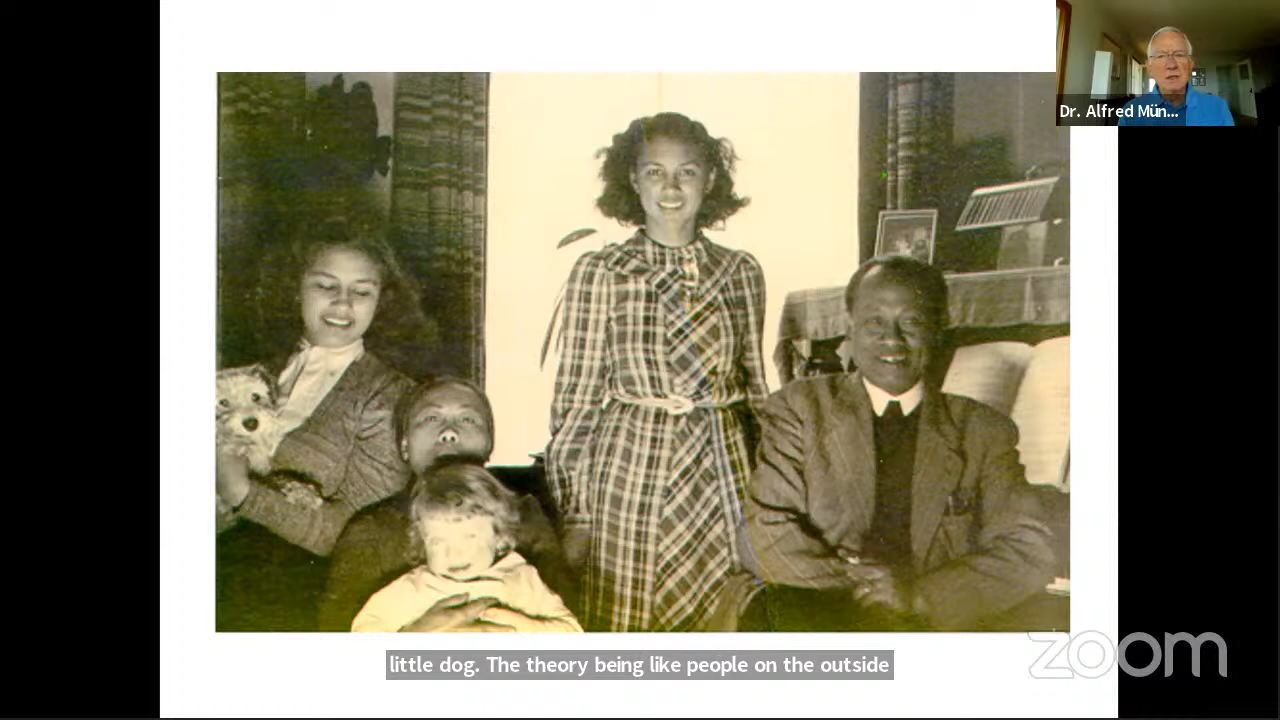 Dr. Alfred Mün...
little dog. The theory being like people on the outside
zoom